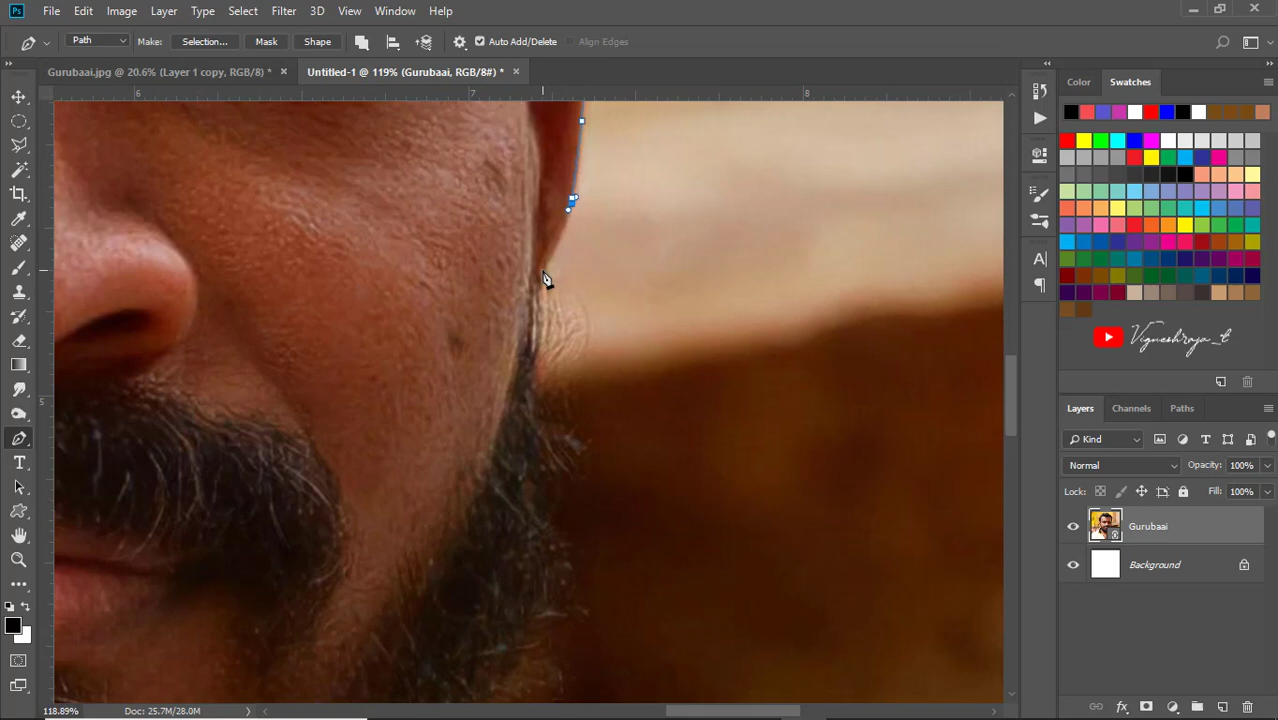 Ps File Edit Image Layer Type Select Filter 3D View Window Help
Path Make: Selection... Mask Shape Auto Add/Delete Align Edges
Gurubaai.jpg @ 20.6% (Layer 1 copy, RGB/8) * Untitled-1 @ 119% (Gurubaai, RGB/8#) *
6 7 8
5
Color Swatches
Vigneshraja_t
Layers Channels Paths
Kind
Normal Opacity: 100%
Lock: Fill: 100%
Gurubaai
Background
118.89% Doc: 25.7M/28.0M